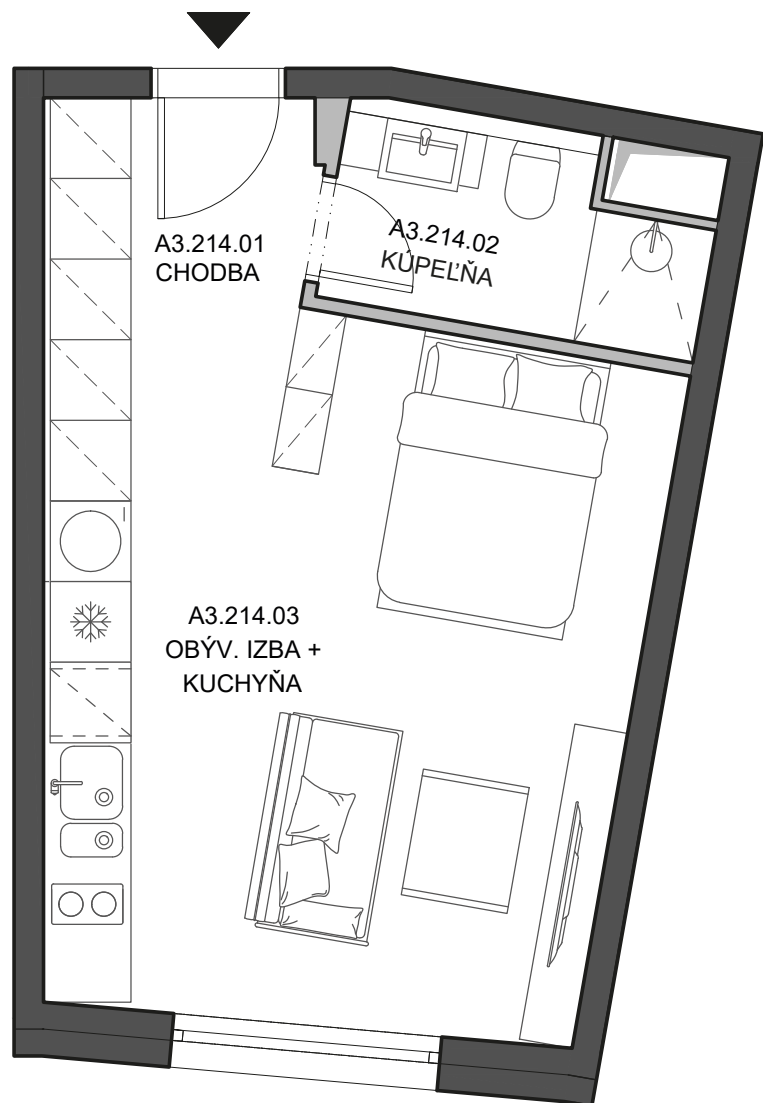 A3.214.01
CHODBA
A3.214.02
KÚPEĽŇA
A3.214.03
OBÝV. IZBA +
KUCHYŇA